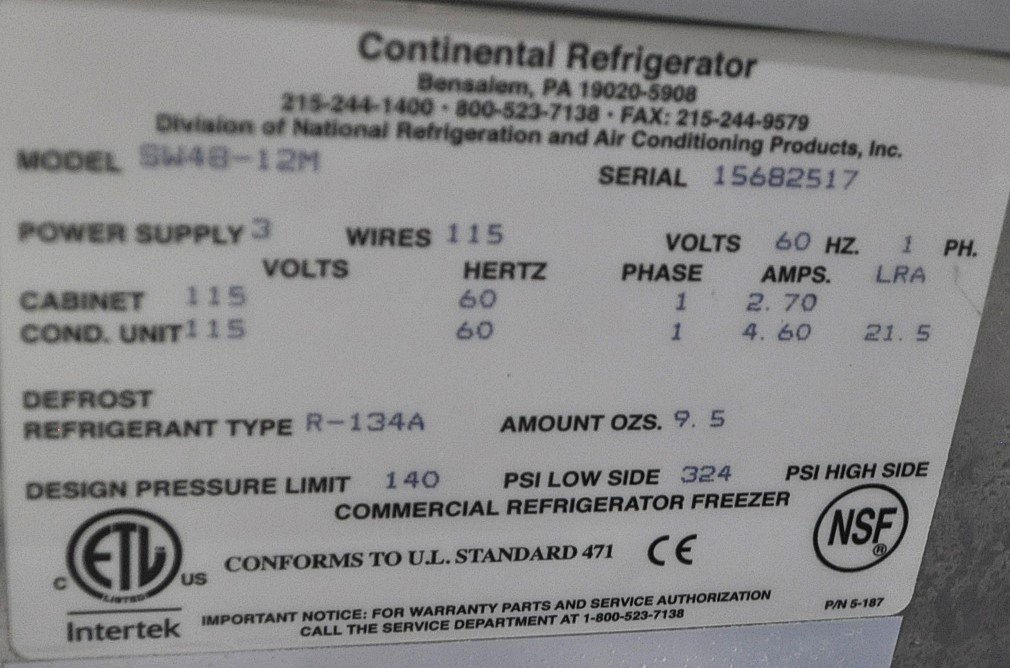 Continental Refrigerator
Bensalem, PA 19020-5908
215-244-1400 · 800-523-7138 · FAX: 215-244-9579
Division of National Refrigeration and Air Conditioning Products, Inc.
MODEL SW48-12M SERIAL 15682517
POWER SUPPLY 3 WIRES 115 VOLTS 60 HZ. 1 PH.
VOLTS HERTZ PHASE AMPS. LRA
CABINET 115 60 1 2.70
COND. UNIT 115 60 1 4.60 21.5
DEFROST
REFRIGERANT TYPE R-134A AMOUNT OZS. 9.5
DESIGN PRESSURE LIMIT 140 PSI LOW SIDE 324 PSI HIGH SIDE
COMMERCIAL REFRIGERATOR FREEZER
C ETL US LISTED
CONFORMS TO U.L. STANDARD 471 CE
NSF®
Intertek
IMPORTANT NOTICE: FOR WARRANTY PARTS AND SERVICE AUTHORIZATION
CALL THE SERVICE DEPARTMENT AT 1-800-523-7138
P/N 5-187